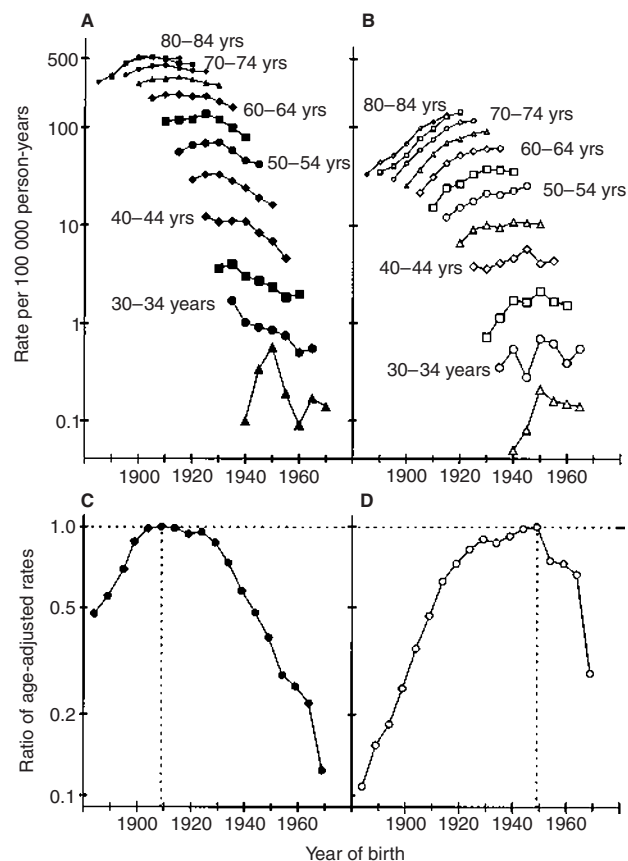 A
B
500
100
10
1
0.1
Rate per 100 000 person-years
80–84 yrs
70–74 yrs
60–64 yrs
50–54 yrs
40–44 yrs
30–34 years
80–84 yrs
70–74 yrs
60–64 yrs
50–54 yrs
40–44 yrs
30–34 years
1900 1920 1940 1960
1900 1920 1940 1960
C
D
1.0
0.5
0.2
0.1
Ratio of age-adjusted rates
1900 1920 1940 1960
1900 1920 1940 1960
Year of birth